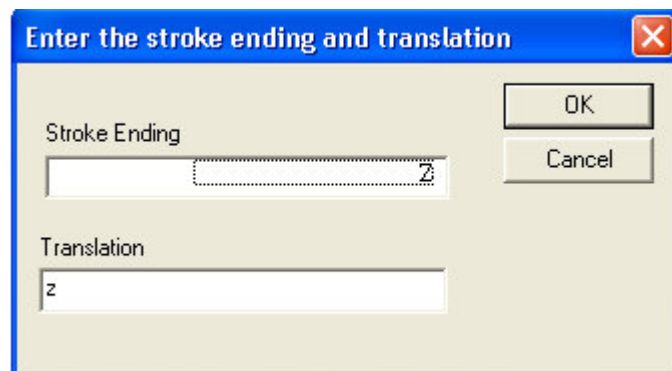 Enter the stroke ending and translation
OK
Stroke Ending
Cancel
Z
Translation
z